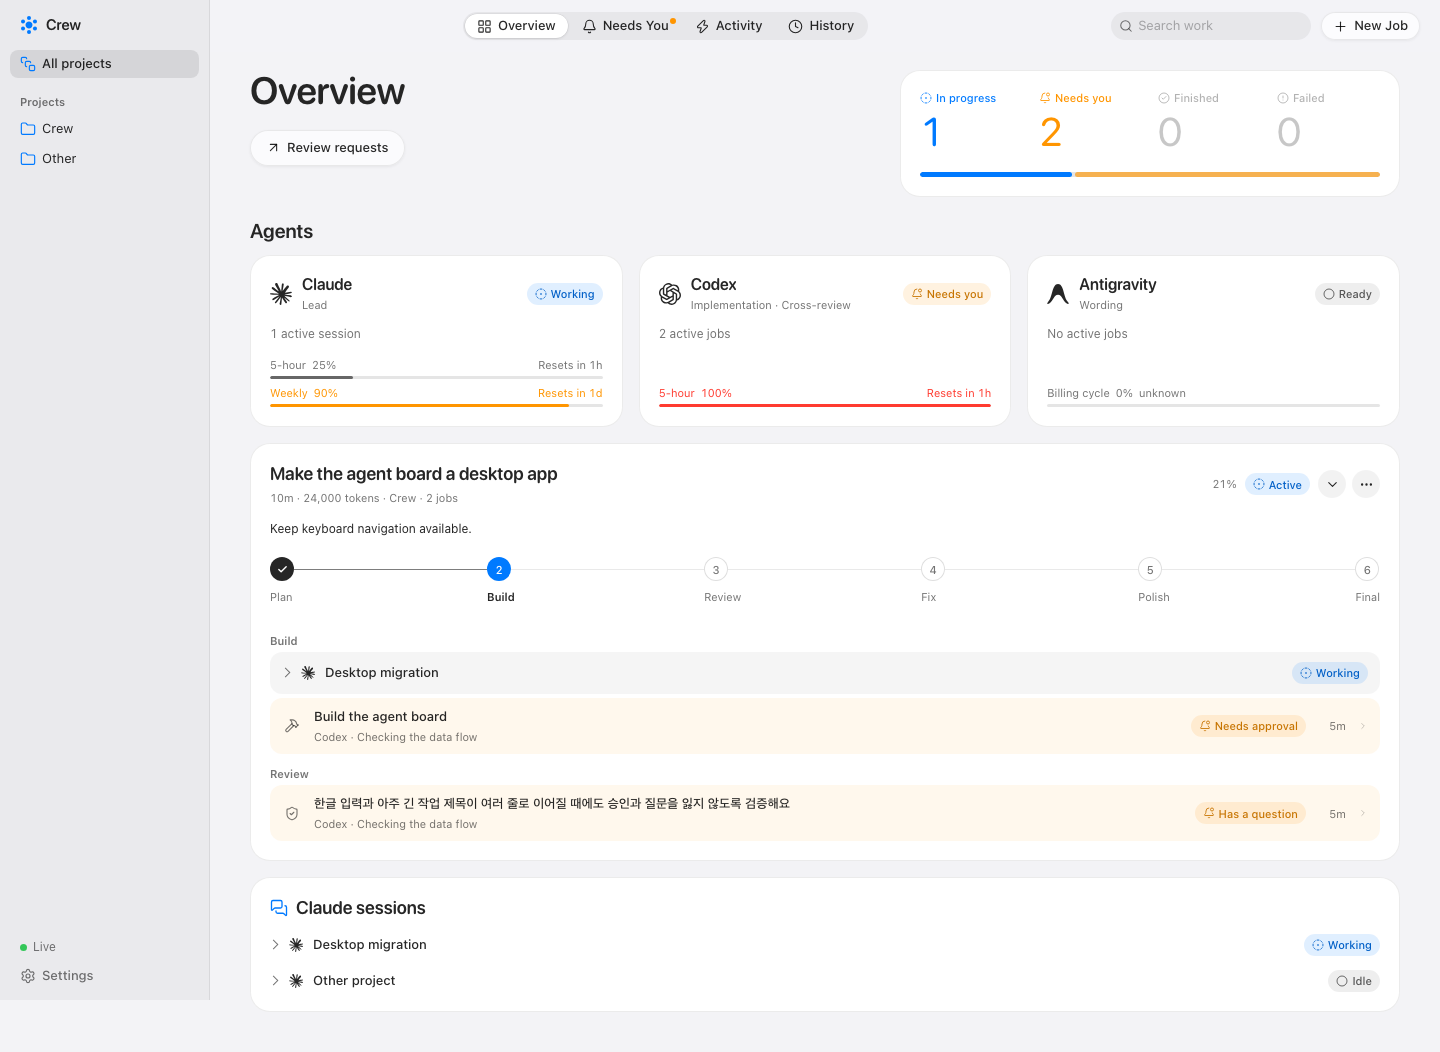 Crew
All projects
Projects
Crew
Other
Live
Settings
Overview
Needs You
Activity
History
Search work
New Job
Overview
Review requests
In progress
Needs you
Finished
Failed
1
2
0
0
Agents
Claude
Lead
Working
1 active session
5-hour 25%
Resets in 1h
Weekly 90%
Resets in 1d
Codex
Implementation · Cross-review
Needs you
2 active jobs
5-hour 100%
Resets in 1h
Antigravity
Wording
Ready
No active jobs
Billing cycle 0% unknown
Make the agent board a desktop app
10m · 24,000 tokens · Crew · 2 jobs
21%
Active
Keep keyboard navigation available.
2
3
4
5
6
Plan
Build
Review
Fix
Polish
Final
Build
Desktop migration
Working
Build the agent board
Codex · Checking the data flow
Needs approval
5m
Review
한글 입력과 아주 긴 작업 제목이 여러 줄로 이어질 때에도 승인과 질문을 잃지 않도록 검증해요
Codex · Checking the data flow
Has a question
5m
Claude sessions
Desktop migration
Working
Other project
Idle